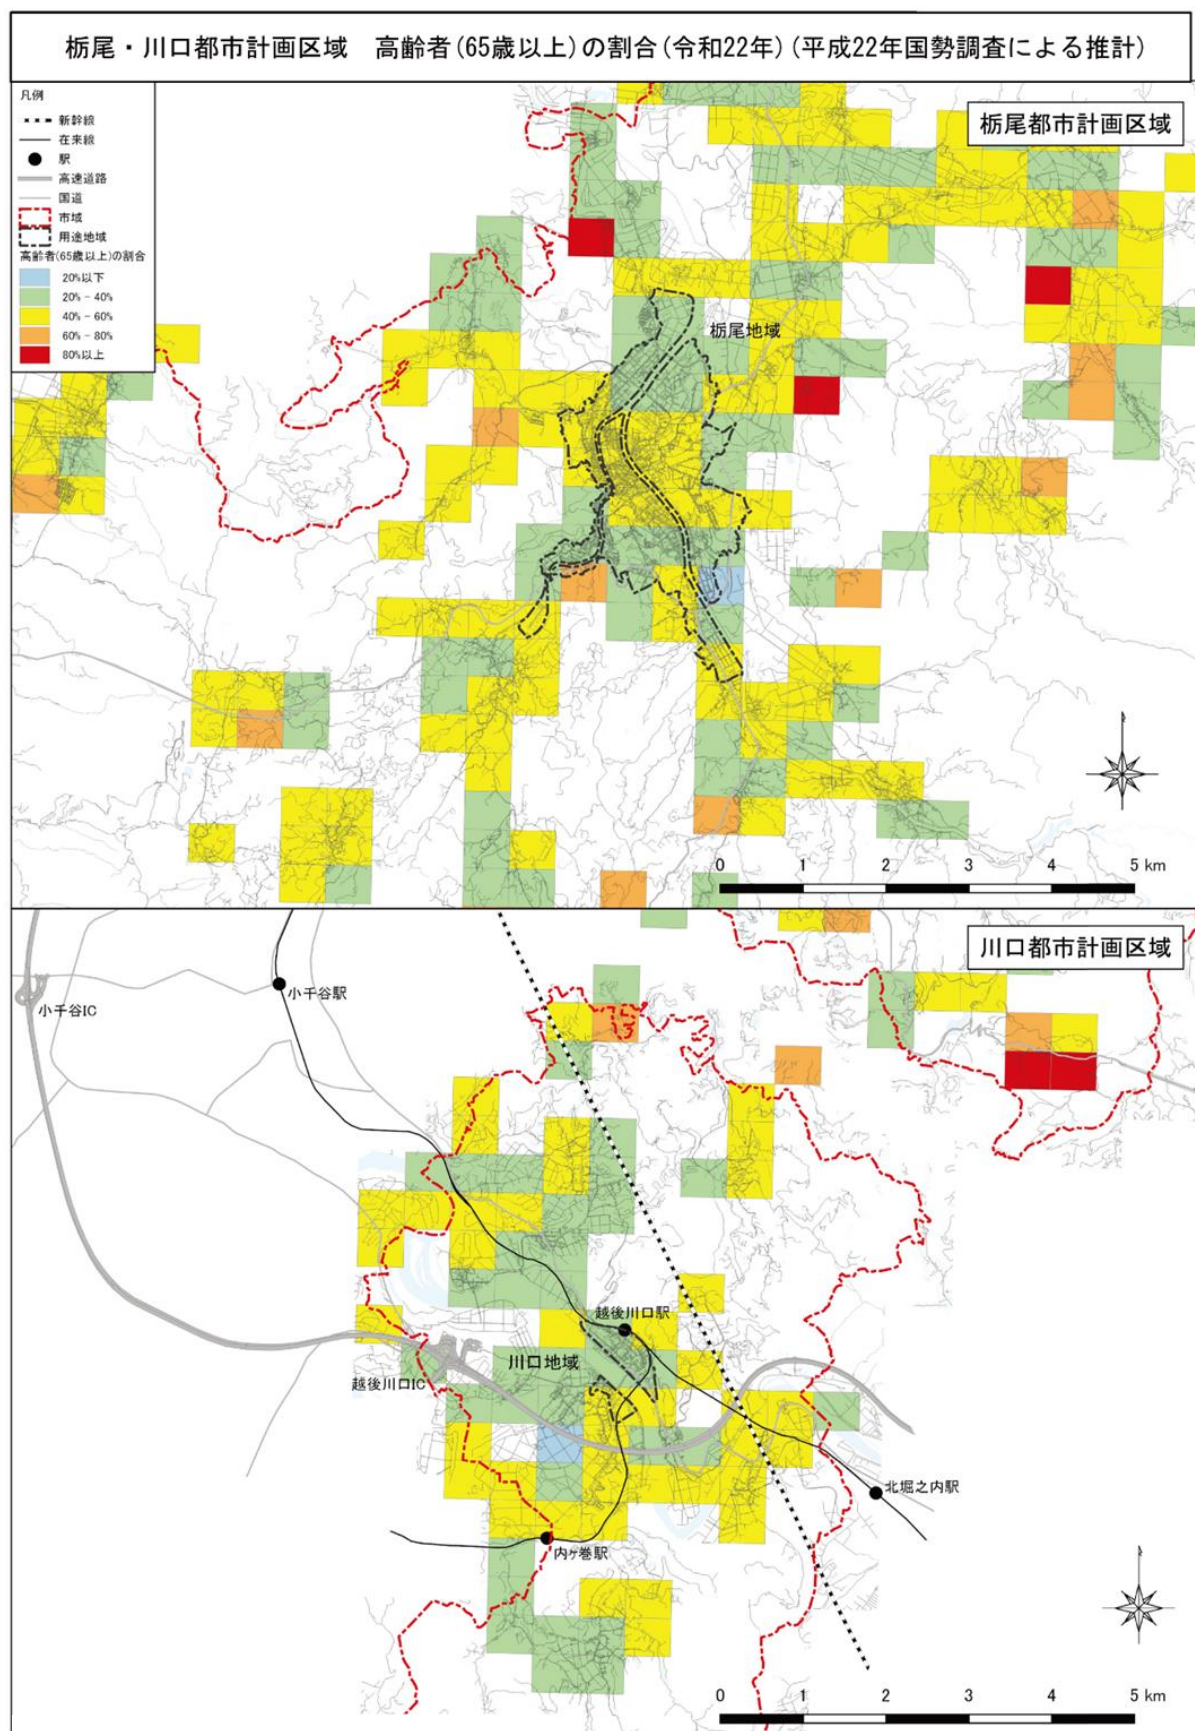 栃尾・川口都市計画区域　高齢者(65歳以上)の割合(令和22年)(平成22年国勢調査による推計)
凡例
新幹線
在来線
駅
高速道路
国道
市域
用途地域
高齢者(65歳以上)の割合
20%以下
20% - 40%
40% - 60%
60% - 80%
80%以上
栃尾都市計画区域
栃尾地域
0 1 2 3 4 5 km
川口都市計画区域
小千谷駅
小千谷IC
越後川口駅
川口地域
越後川口IC
北堀之内駅
内ヶ巻駅
0 1 2 3 4 5 km